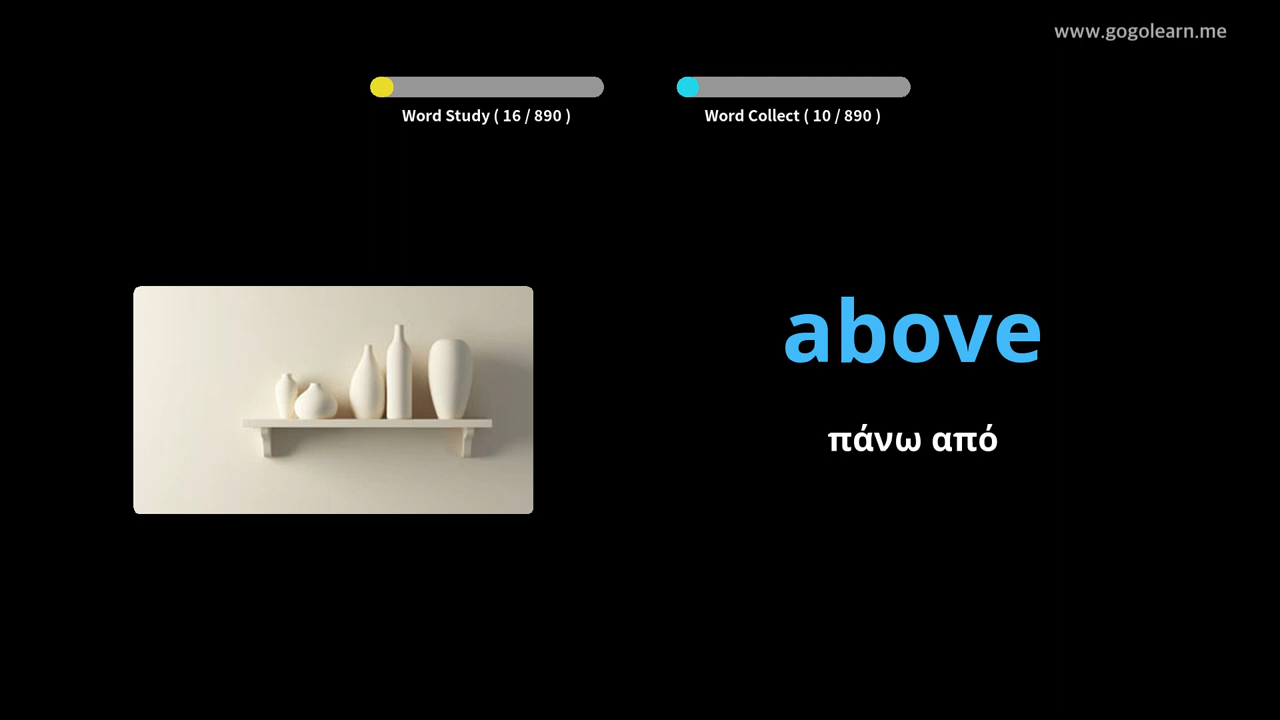 www.gogolearn.me
Word Study ( 16 / 890 )
Word Collect ( 10 / 890 )
above
πάνω από